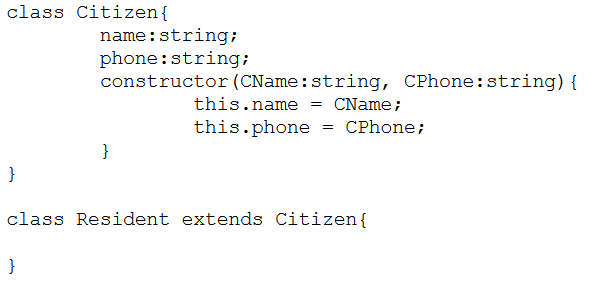 class Citizen{
        name:string;
        phone:string;
        constructor(CName:string, CPhone:string){
                this.name = CName;
                this.phone = CPhone;
        }
}

class Resident extends Citizen{

}